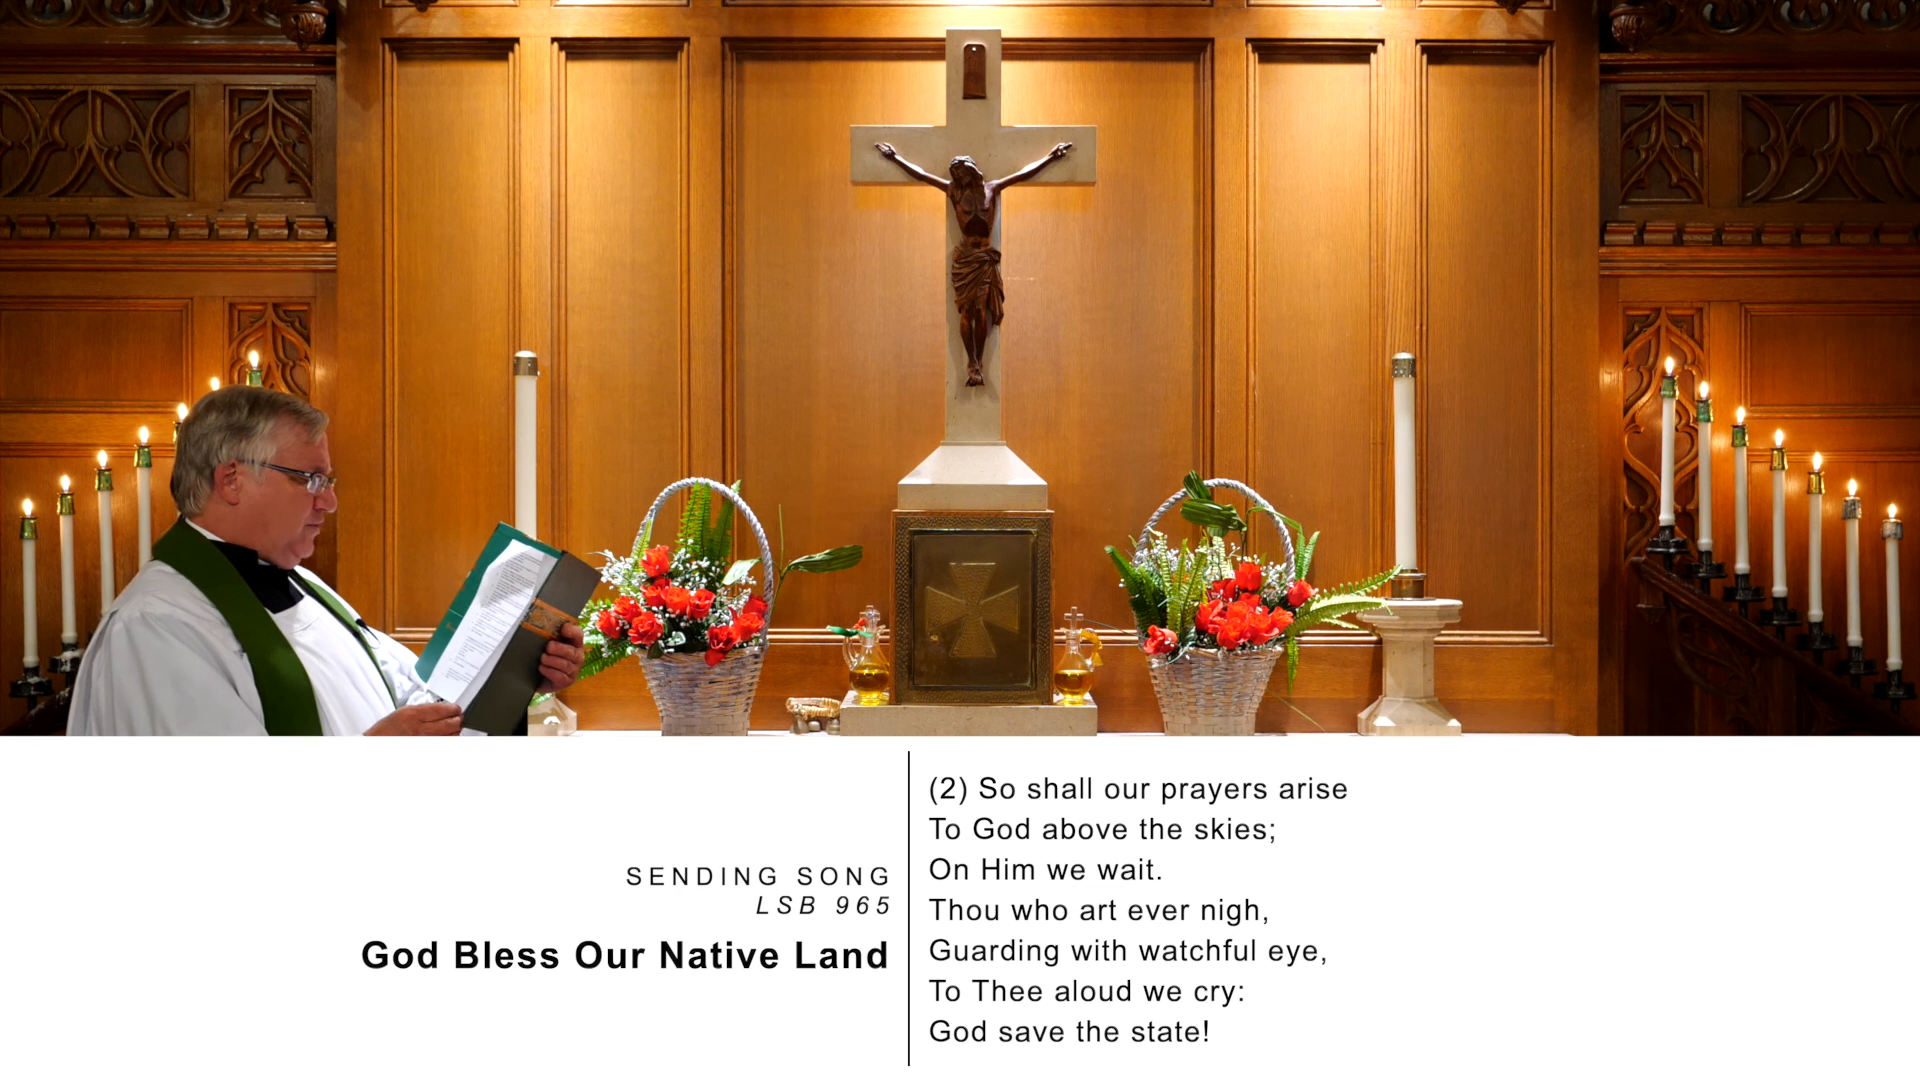 SENDING SONG
LSB 965
God Bless Our Native Land
(2) So shall our prayers arise
To God above the skies;
On Him we wait.
Thou who art ever nigh,
Guarding with watchful eye,
To Thee aloud we cry:
God save the state!